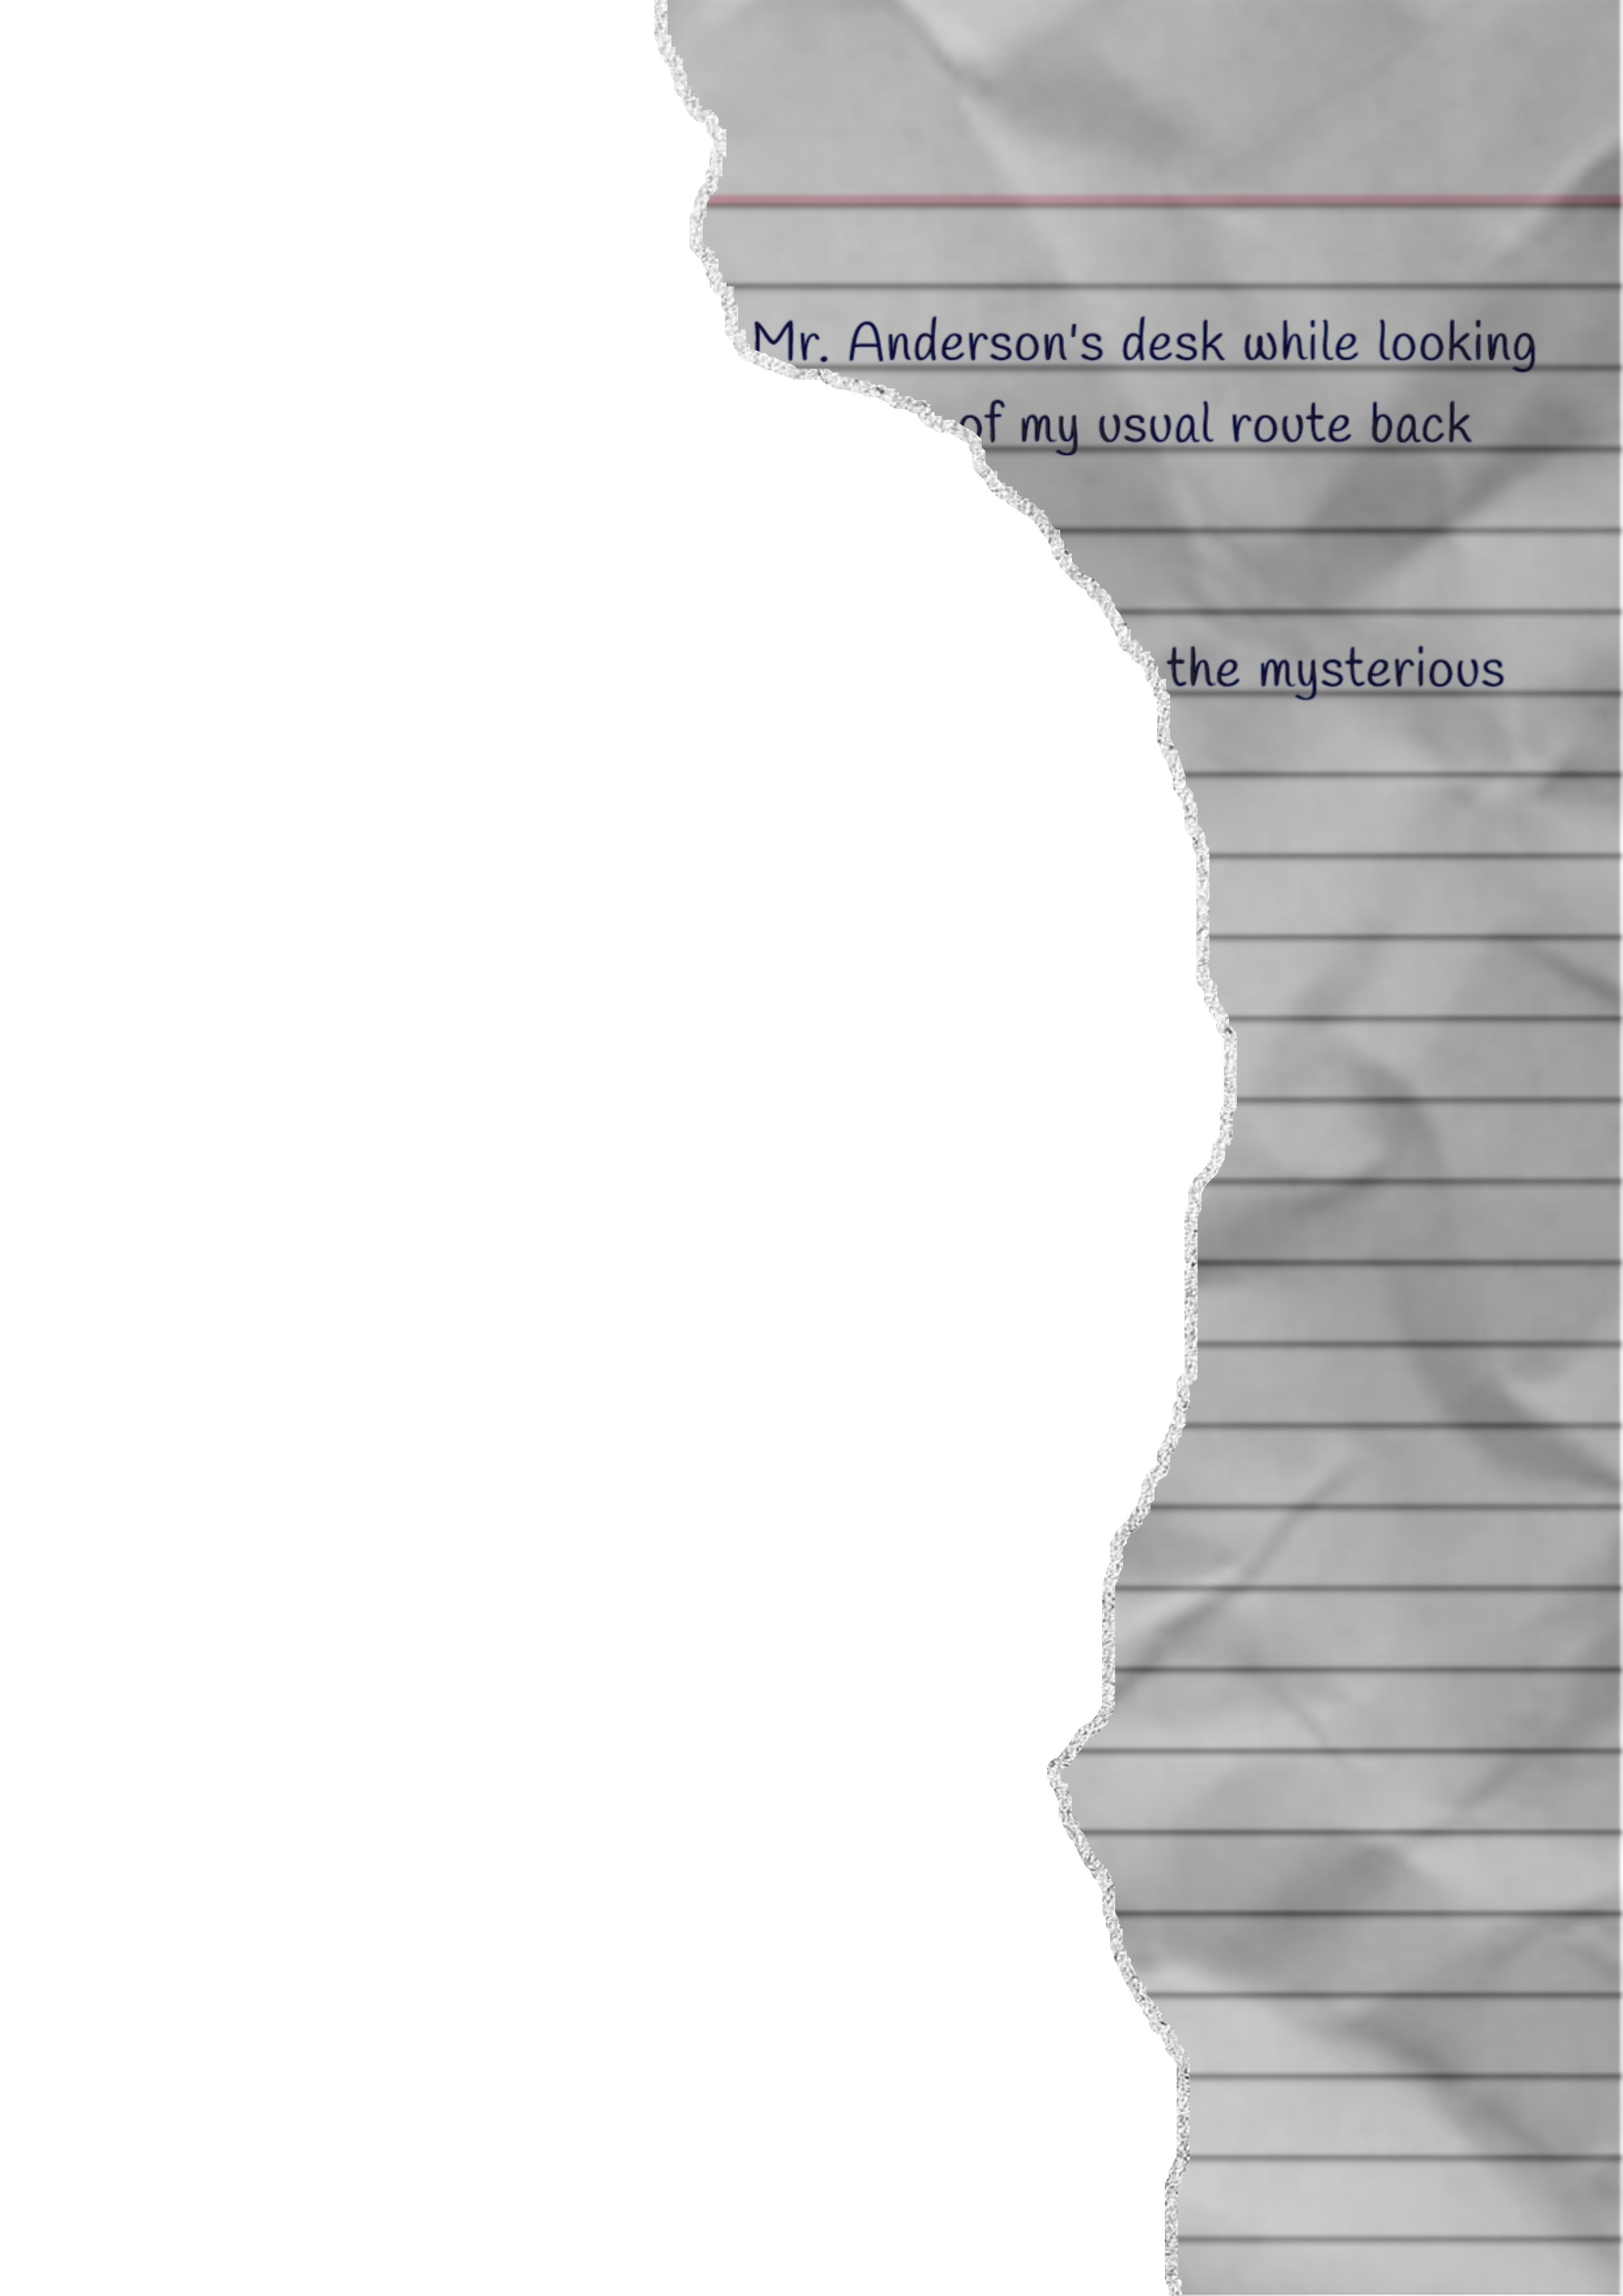 Mr. Anderson's desk while looking
of my usual route back
the mysterious